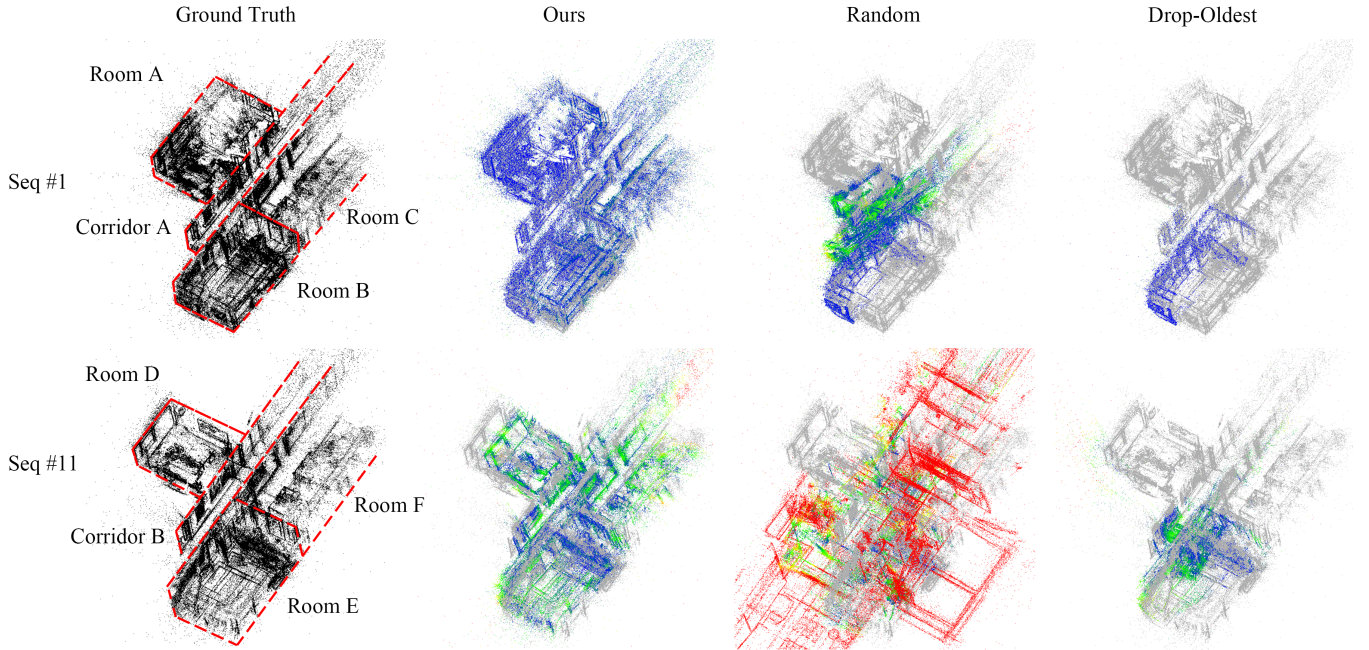 Ground Truth
Ours
Random
Drop-Oldest
Room A
Seq #1
Corridor A
Room C
Room B
Room D
Seq #11
Corridor B
Room F
Room E